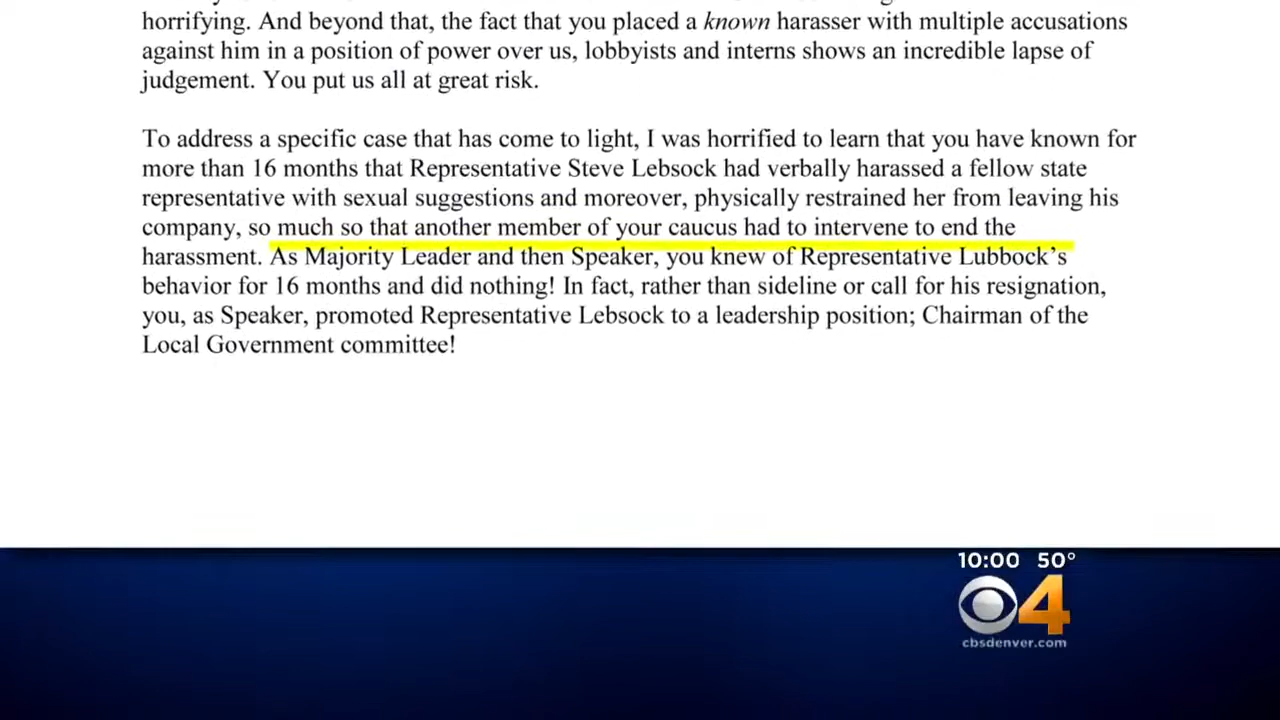 horrifying. And beyond that, the fact that you placed a known harasser with multiple accusations
against him in a position of power over us, lobbyists and interns shows an incredible lapse of
judgement. You put us all at great risk.
To address a specific case that has come to light, I was horrified to learn that you have known for
more than 16 months that Representative Steve Lebsock had verbally harassed a fellow state
representative with sexual suggestions and moreover, physically restrained her from leaving his
company, so much so that another member of your caucus had to intervene to end the
harassment. As Majority Leader and then Speaker, you knew of Representative Lubbock’s
behavior for 16 months and did nothing! In fact, rather than sideline or call for his resignation,
you, as Speaker, promoted Representative Lebsock to a leadership position; Chairman of the
Local Government committee!
10:00 50°
4
cbsdenver.com